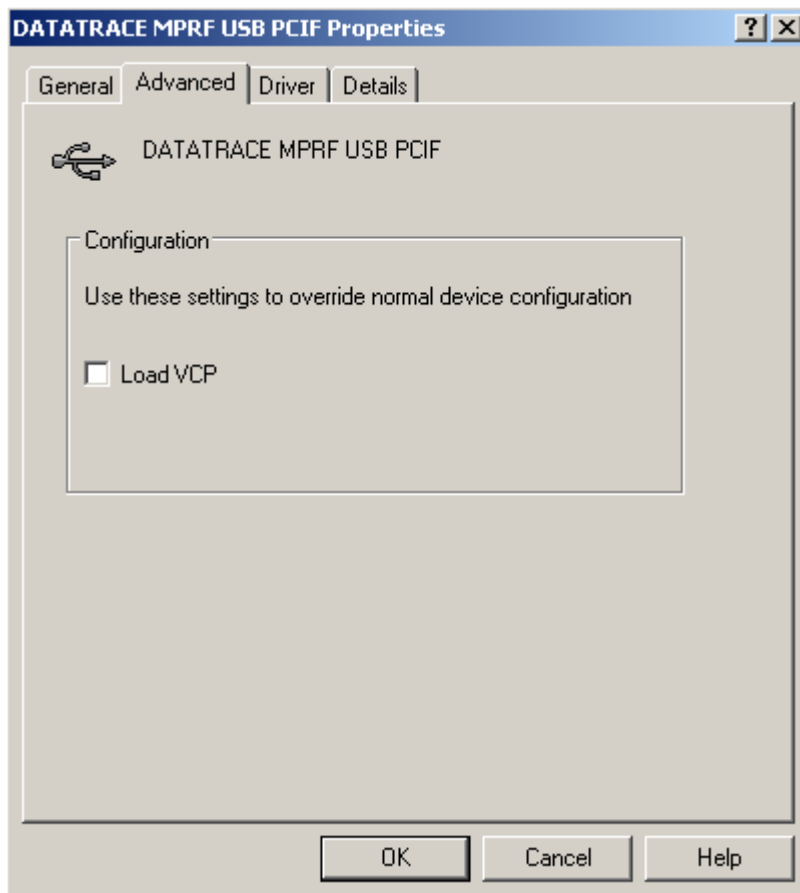 DATATRACE MPRF USB PCIF Properties
General Advanced Driver Details
DATATRACE MPRF USB PCIF
Configuration
Use these settings to override normal device configuration
Load VCP
OK Cancel Help